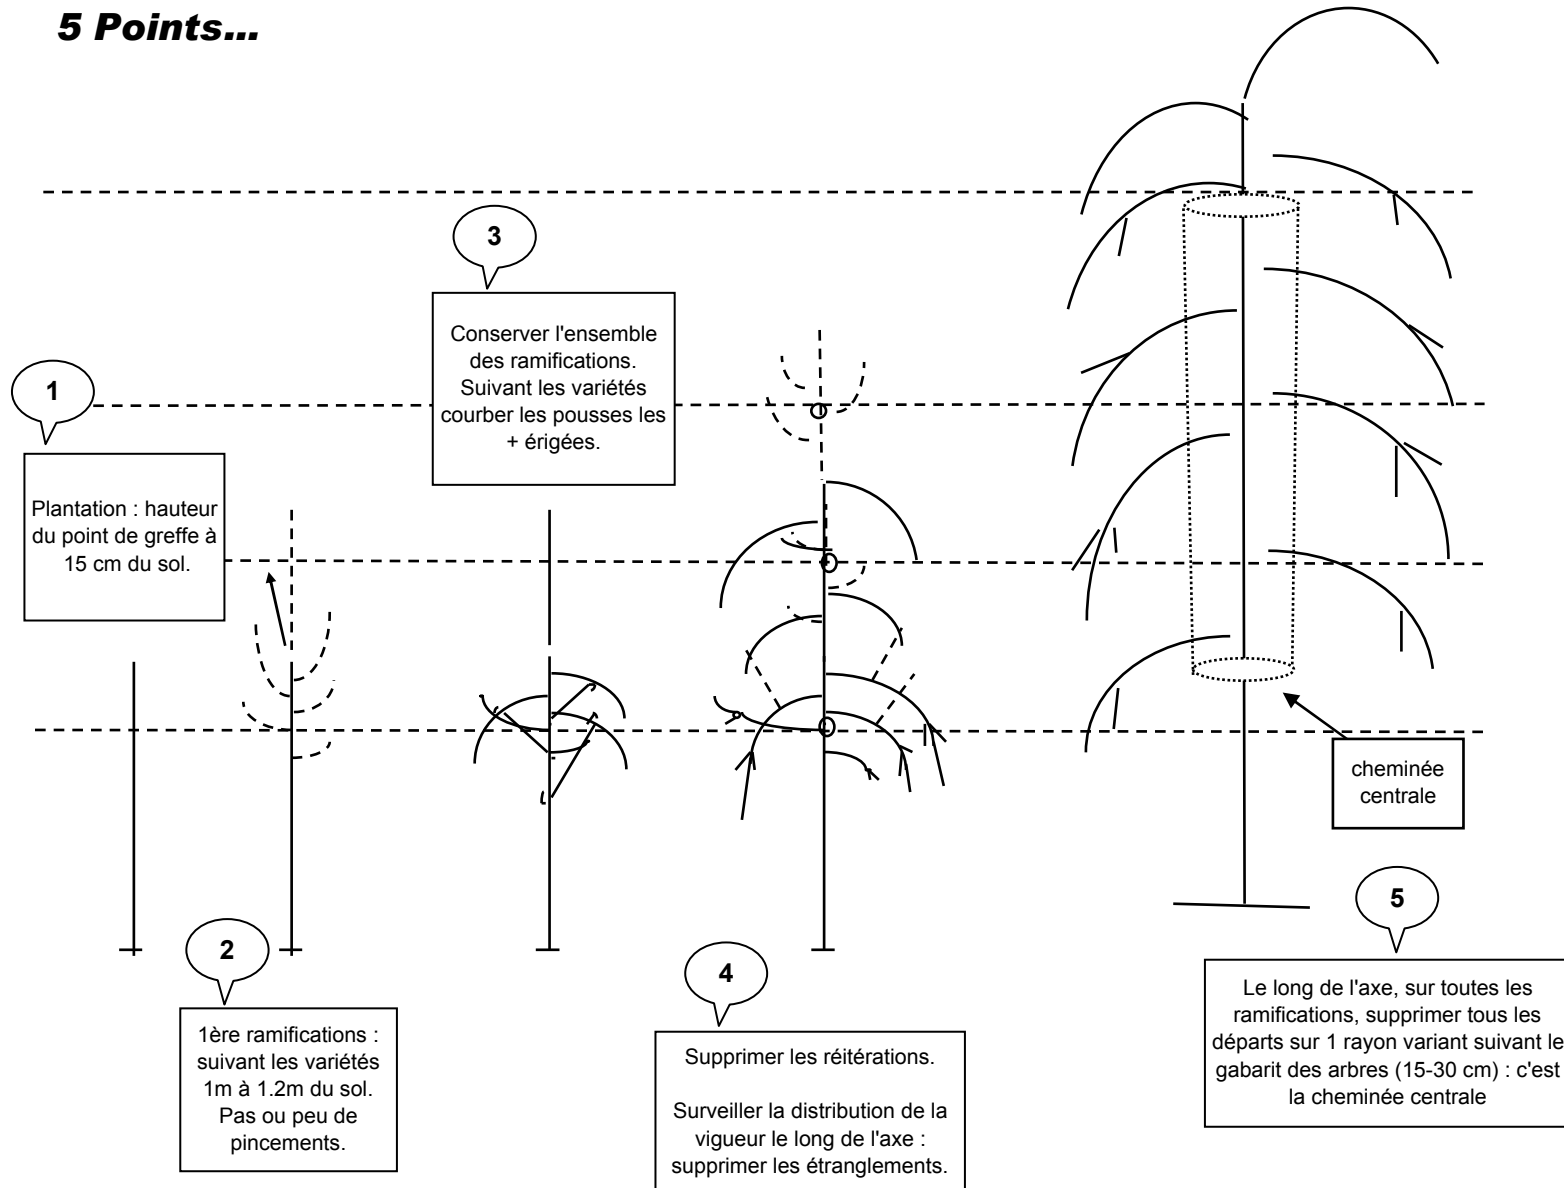 5 Points...
1
Plantation : hauteur
du point de greffe à
15 cm du sol.
2
1ère ramifications :
suivant les variétés
1m à 1.2m du sol.
Pas ou peu de
pincements.
3
Conserver l'ensemble
des ramifications.
Suivant les variétés
courber les pousses les
+ érigées.
4
Supprimer les réitérations.
Surveiller la distribution de la
vigueur le long de l'axe :
supprimer les étranglements.
cheminée
centrale
5
Le long de l'axe, sur toutes les
ramifications, supprimer tous les
départs sur 1 rayon variant suivant le
gabarit des arbres (15-30 cm) : c'est
la cheminée centrale